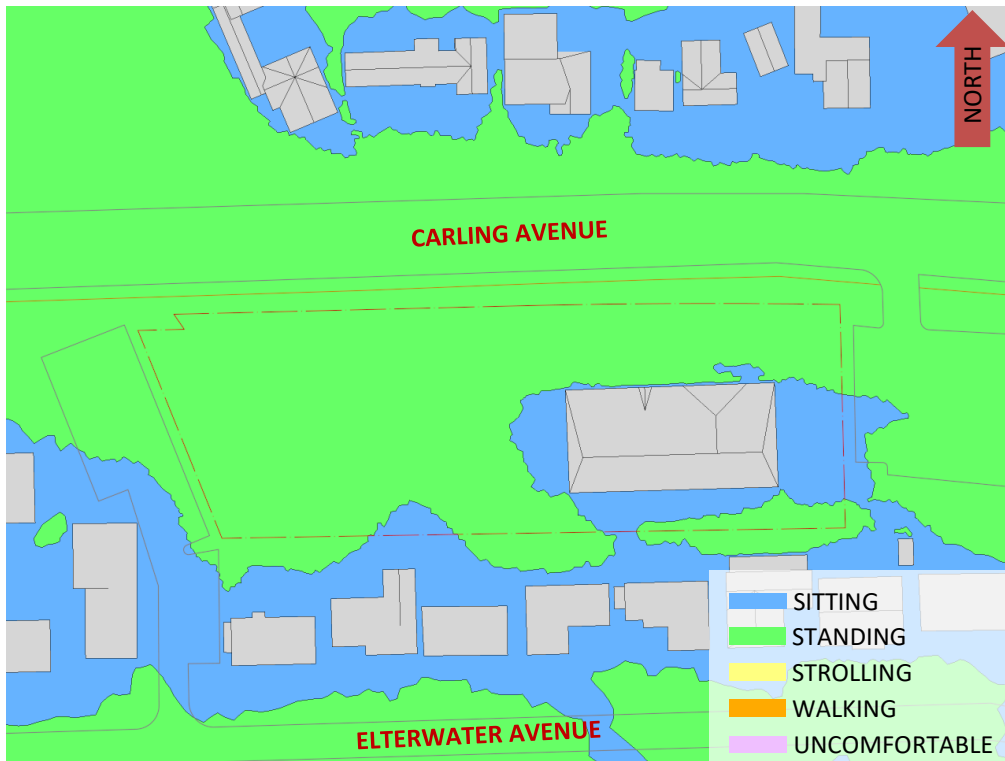 NORTH
CARLING AVENUE
SITTING
STANDING
STROLLING
WALKING
UNCOMFORTABLE
ELTERWATER AVENUE